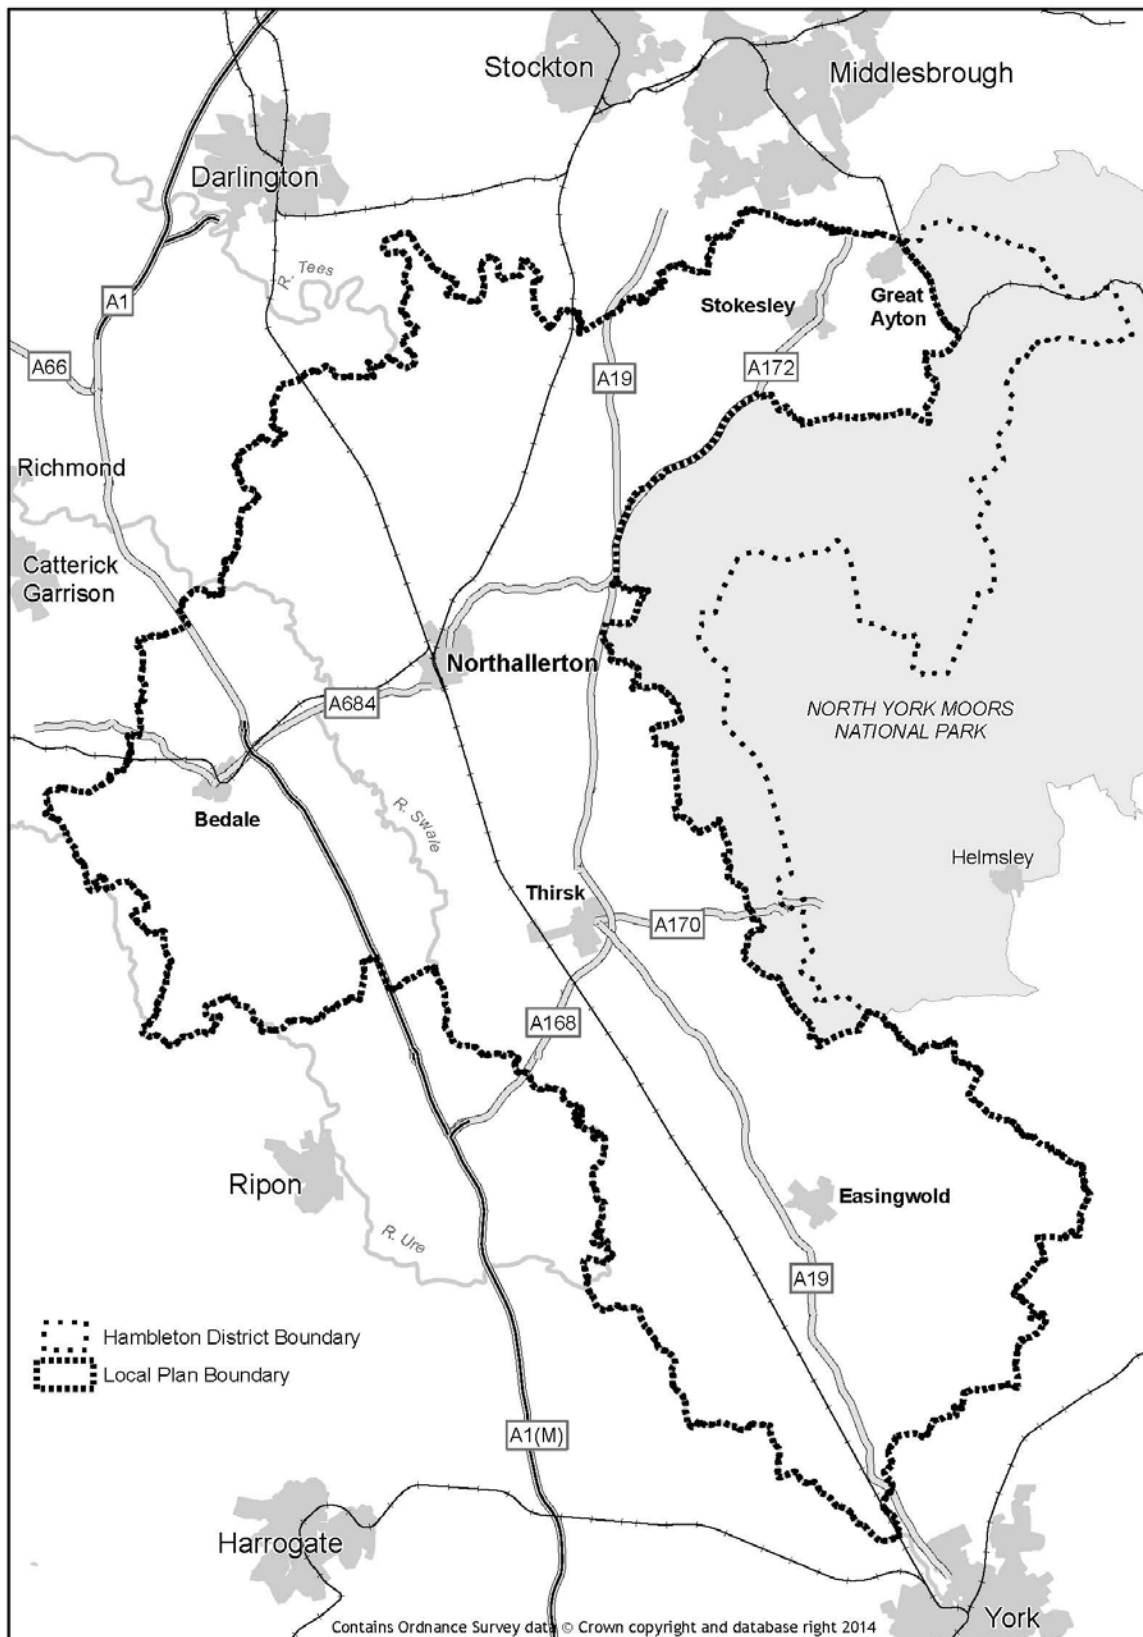 Stockton
Middlesbrough
Darlington
R. Tees
A1
Stokesley
Great
Ayton
A66
A19
A172
Richmond
Catterick
Garrison
Northallerton
A684
NORTH YORK MOORS
NATIONAL PARK
Bedale
R. Swale
Helmsley
Thirsk
A170
A168
Ripon
Easingwold
R. Ure
A19
Hambleton District Boundary
Local Plan Boundary
A1(M)
Harrogate
York
Contains Ordnance Survey data © Crown copyright and database right 2014